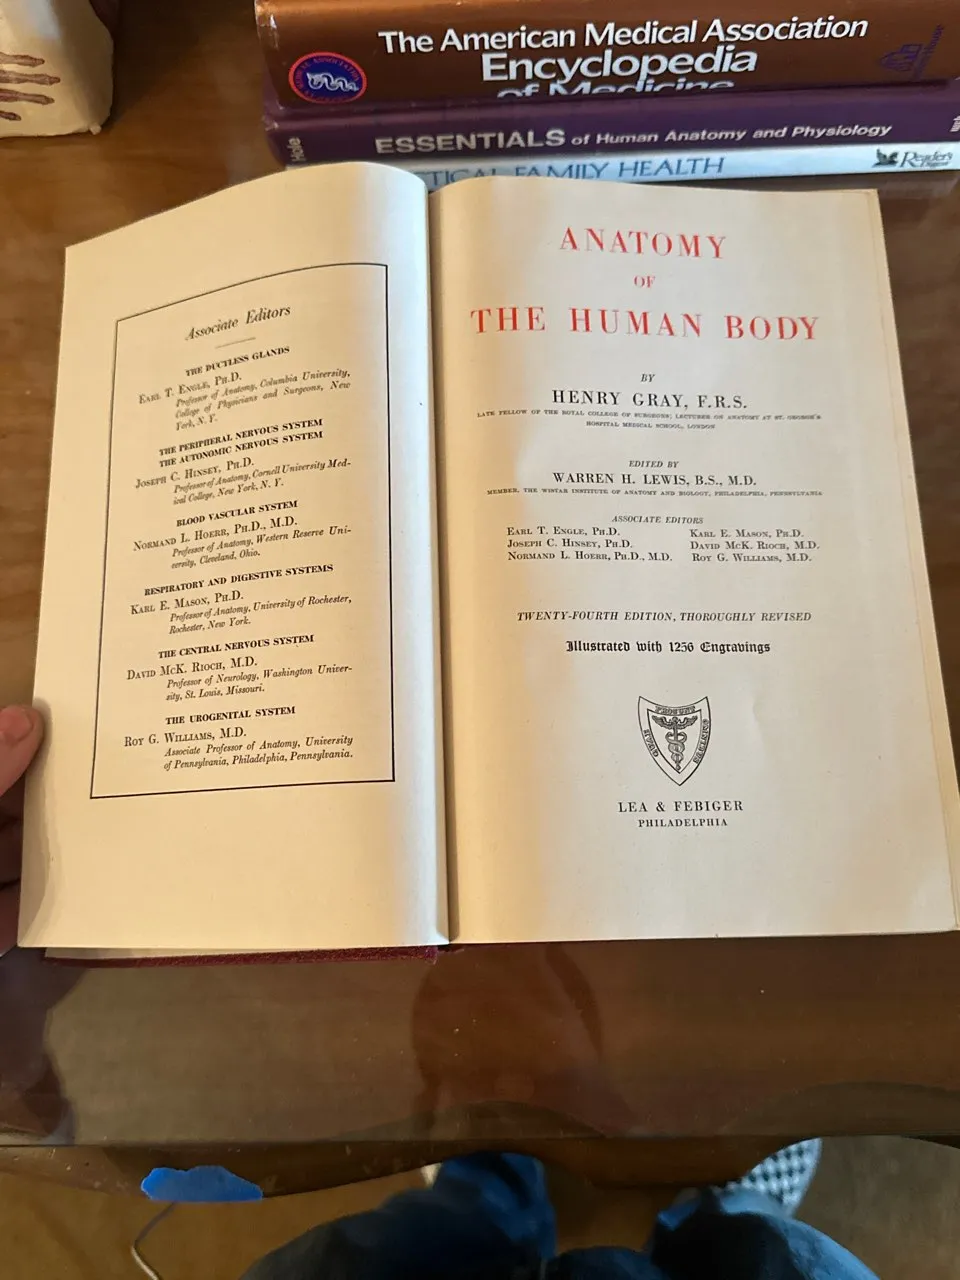 The American Medical Association
Encyclopedia
of Medicine
Hole
ESSENTIALS of Human Anatomy and Physiology
TICAL FAMILY HEALTH
Reader's
Digest
Associate Editors
THE DUCTLESS GLANDS
EARL T. ENGLE, PH.D.
Professor of Anatomy, Columbia University,
College of Physicians and Surgeons, New
York, N. Y.
THE PERIPHERAL NERVOUS SYSTEM
THE AUTONOMIC NERVOUS SYSTEM
JOSEPH C. HINSEY, PH.D.
Professor of Anatomy, Cornell University Med-
ical College, New York, N. Y.
BLOOD VASCULAR SYSTEM
NORMAND L. HOERR, PH.D., M.D.
Professor of Anatomy, Western Reserve Uni-
versity, Cleveland, Ohio.
RESPIRATORY AND DIGESTIVE SYSTEMS
KARL E. MASON, PH.D.
Professor of Anatomy, University of Rochester,
Rochester, New York.
THE CENTRAL NERVOUS SYSTEM
DAVID MCK. RIOCH, M.D.
Professor of Neurology, Washington Univer-
sity, St. Louis, Missouri.
THE UROGENITAL SYSTEM
ROY G. WILLIAMS, M.D.
Associate Professor of Anatomy, University
of Pennsylvania, Philadelphia, Pennsylvania.
ANATOMY
OF
THE HUMAN BODY
BY
HENRY GRAY, F.R.S.
LATE FELLOW OF THE ROYAL COLLEGE OF SURGEONS; LECTURER ON ANATOMY AT ST. GEORGE'S
HOSPITAL MEDICAL SCHOOL, LONDON
EDITED BY
WARREN H. LEWIS, B.S., M.D.
MEMBER, THE WISTAR INSTITUTE OF ANATOMY AND BIOLOGY, PHILADELPHIA, PENNSYLVANIA
ASSOCIATE EDITORS
EARL T. ENGLE, PH.D. KARL E. MASON, PH.D.
JOSEPH C. HINSEY, PH.D. DAVID MCK. RIOCH, M.D.
NORMAND L. HOERR, PH.D., M.D. ROY G. WILLIAMS, M.D.
TWENTY-FOURTH EDITION, THOROUGHLY REVISED
Illustrated with 1256 Engravings
LEA & FEBIGER
PHILADELPHIA